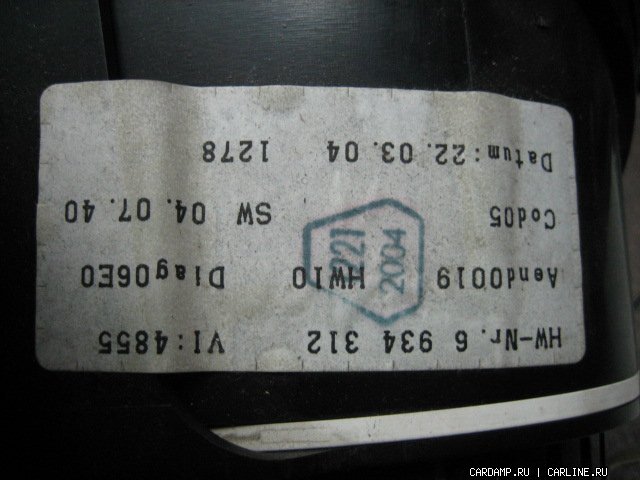 HW-Nr. 6 934 312 VI:4855
Aend0019 HW10 Diag06E0
Cod05 SW 04.07.40
Datum:22.03.04 1278
221
2004
CARDAMP.RU | CARLINE.RU